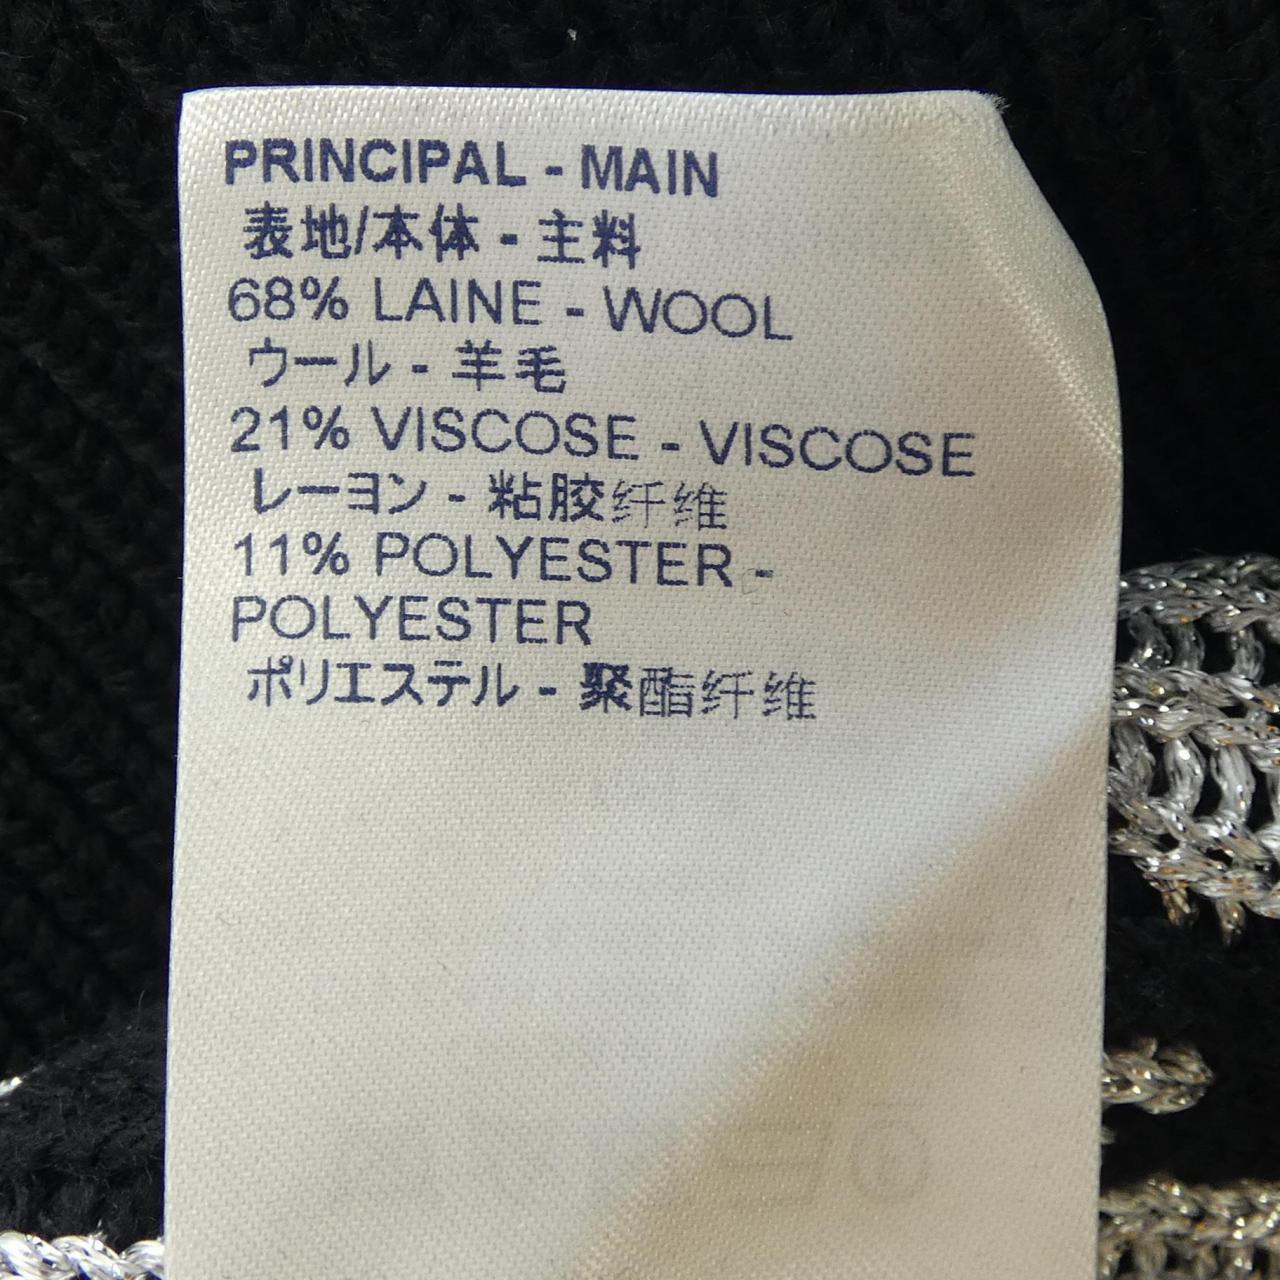 PRINCIPAL - MAIN
表地/本体 - 主料
68% LAINE - WOOL
ウール - 羊毛
21% VISCOSE - VISCOSE
レーヨン - 粘胶纤维
11% POLYESTER -
POLYESTER
ポリエステル - 聚酯纤维